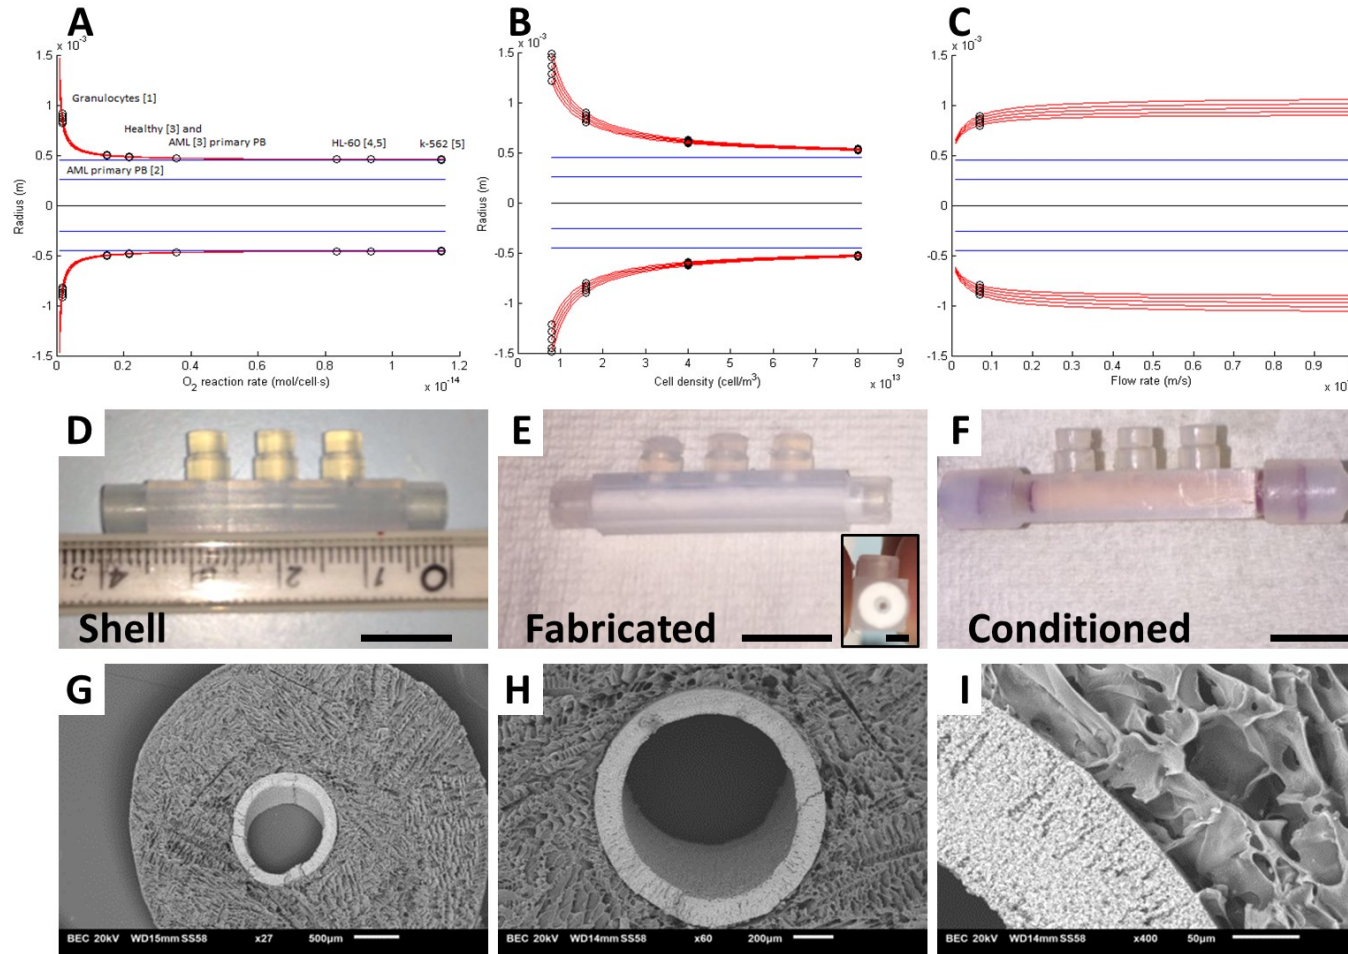 A
x 10⁻³
1.5
1
0.5
0
-0.5
-1
-1.5
Radius (m)
Granulocytes [1]
Healthy [3] and
AML [3] primary PB
HL-60 [4,5]
k-562 [5]
AML primary PB [2]
0 0.2 0.4 0.6 0.8 1 1.2
O₂ reaction rate (mol/cell·s)
x 10⁻¹⁴
B
x 10⁻³
1.5
1
0.5
0
-0.5
-1
-1.5
Radius (m)
0 1 2 3 4 5 6 7 8 9
Cell density (cell/m³)
x 10¹³
C
x 10⁻³
1.5
1
0.5
0
-0.5
-1
-1.5
0 0.1 0.2 0.3 0.4 0.5 0.6 0.7 0.8 0.9
Flow rate (m/s)
D
4 2 1 0
Shell
E
Fabricated
F
Conditioned
G
BEC 20kV WD15mm SS58 x27 500µm
H
BEC 20kV WD14mm SS58 x60 200µm
I
BEC 20kV WD14mm SS58 x400 50µm